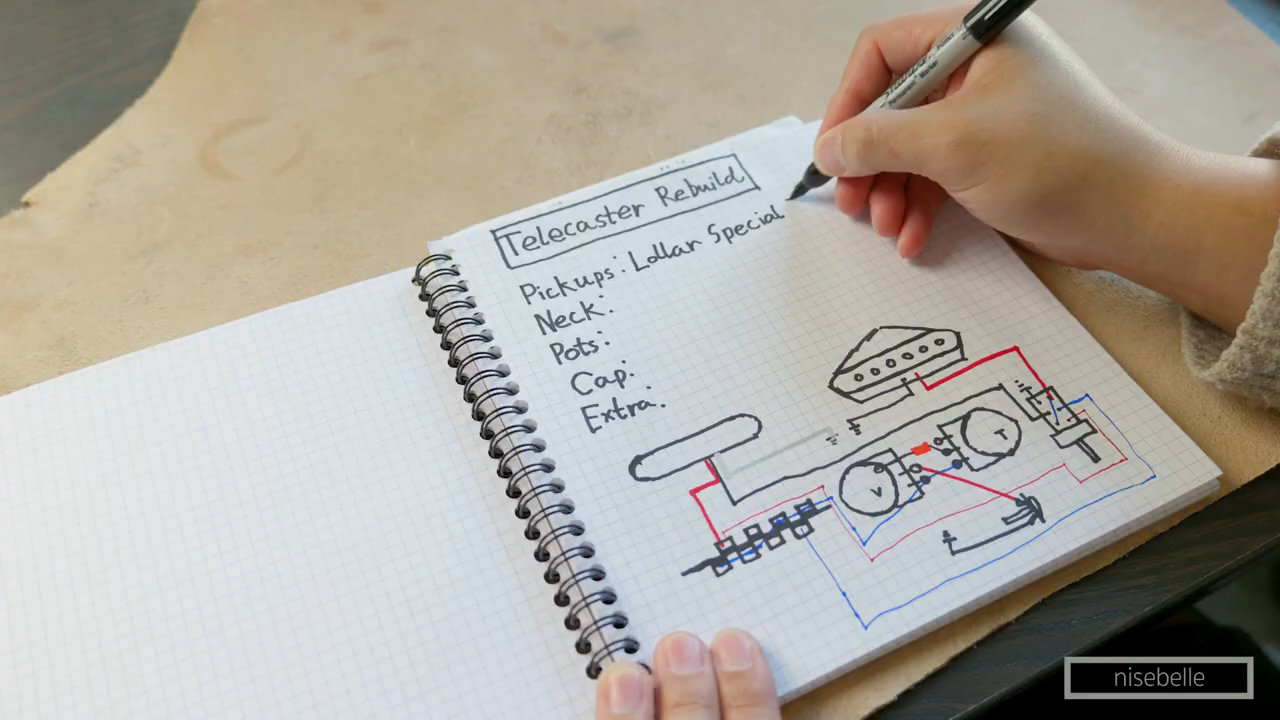 Telecaster Rebuild
Pickups: Lollar Special
Neck:
Pots:
Cap:
Extra:
V
T
nisebelle